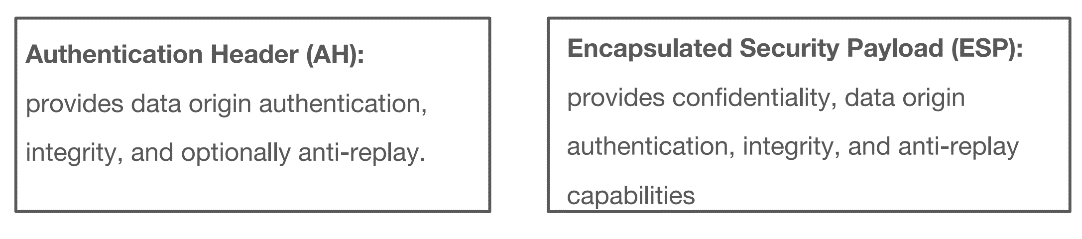 Authentication Header (AH):
provides data origin authentication,
integrity, and optionally anti-replay.
Encapsulated Security Payload (ESP):
provides confidentiality, data origin
authentication, integrity, and anti-replay
capabilities